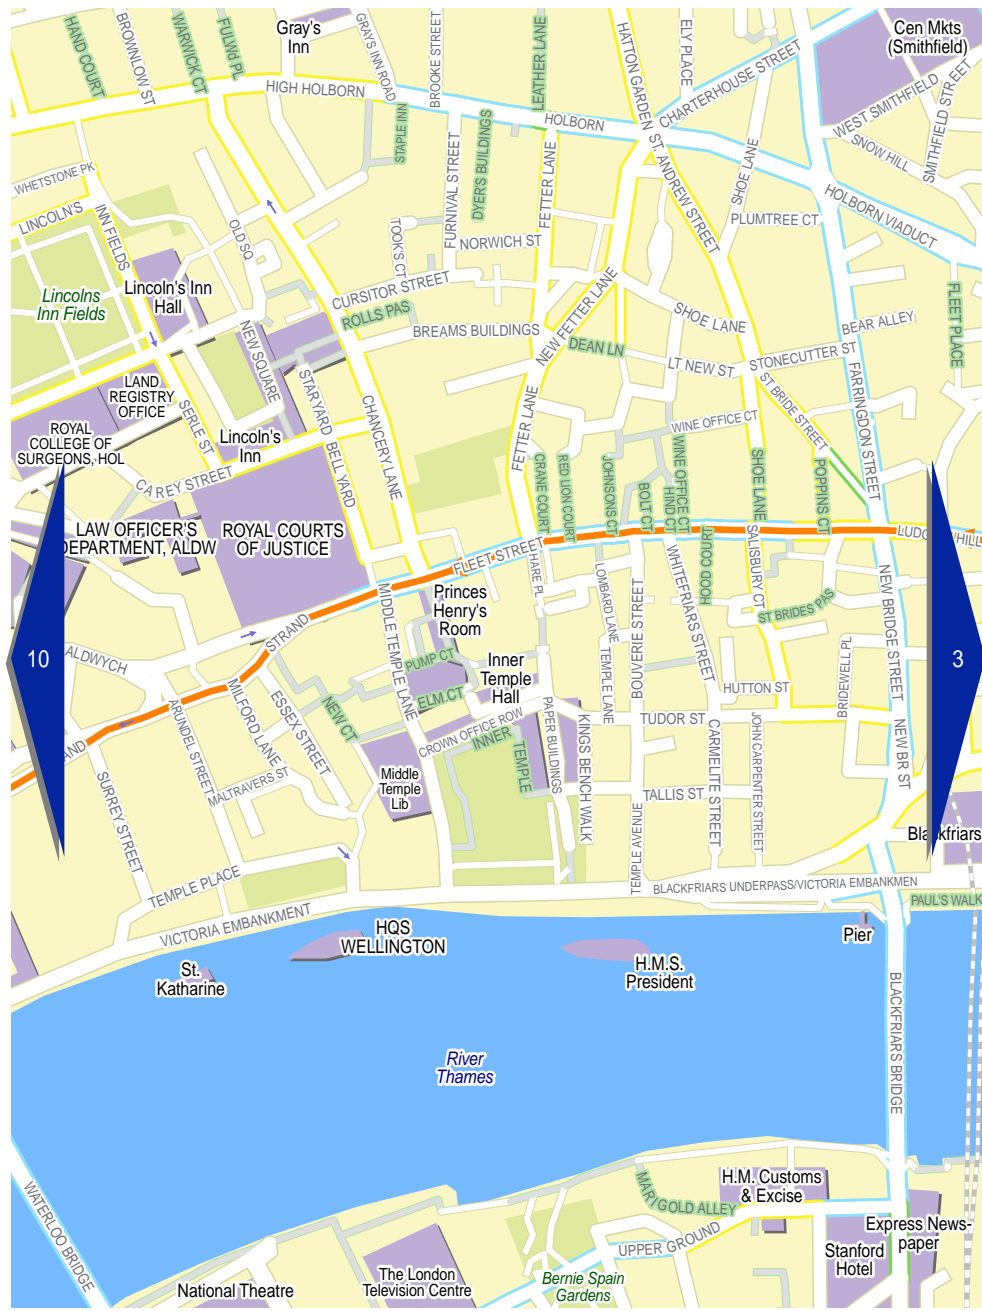 HAND COURT
BROWNLOW ST
WARWICK CT
FULWd PL
Gray's
Inn
GRAYS INN ROAD
BROOKE STREET
LEATHER LANE
HATTON GARDEN
ELY PLACE
CHARTERHOUSE STREET
Cen Mkts
(Smithfield)
HIGH HOLBORN
HOLBORN
WEST SMITHFIELD
SMITHFIELD STREET
SNOW HILL
STAPLE INN
FURNIVAL STREET
DYER'S BUILDINGS
FETTER LANE
ST. ANDREW STREET
SHOE LANE
WHETSTONE PK
LINCOLN'S
INN FIELDS
OLD SQ
TOOK'S CT
NORWICH ST
PLUMTREE CT
HOLBORN VIADUCT
Lincolns
Inn Fields
Lincoln's Inn
Hall
CURSITOR STREET
ROLLS PAS
BREAMS BUILDINGS
NEW FETTER LANE
SHOE LANE
BEAR ALLEY
FLEET PLACE
NEW SQUARE
DEAN LN
LT NEW ST
STONECUTTER ST
LAND
REGISTRY
OFFICE
SERLE ST
STAR YARD
BELL YARD
CHANCERY LANE
FETTER LANE
ST BRIDE STREET
FARRINGDON STREET
ROYAL
COLLEGE OF
SURGEONS, HOL
Lincoln's
Inn
WINE OFFICE CT
CAREY STREET
CRANE COURT
RED LION COURT
JOHNSONS CT
BOLT CT
WINE OFFICE CT
HIND CT
SHOE LANE
POPPINS CT
LAW OFFICER'S
DEPARTMENT, ALDW
ROYAL COURTS
OF JUSTICE
FLEET STREET
HOOD COURT
SALISBURY CT
LUDG HILL
HARE PL
LOMBARD LANE
TEMPLE LANE
BOUVERIE STREET
WHITEFRIARS STREET
ST BRIDES PAS
NEW BRIDGE STREET
MIDDLE TEMPLE LANE
Princes
Henry's
Room
STRAND
ALDWYCH
10
3
PUMP CT
Inner
Temple
Hall
ELM CT
HUTTON ST
BRIDEWELL PL
MILFORD LANE
ESSEX STREET
NEW CT
ARUNDEL STREET
CROWN OFFICE ROW
INNER
TEMPLE
PAPER BUILDINGS
KINGS BENCH WALK
TUDOR ST
CARMELITE STREET
JOHN CARPENTER STREET
NEW BR ST
AND
SURREY STREET
MALTRAVERS ST
Middle
Temple
Lib
TALLIS ST
TEMPLE AVENUE
Blackfriars
TEMPLE PLACE
BLACKFRIARS UNDERPASS/VICTORIA EMBANKMEN
PAUL'S WALK
VICTORIA EMBANKMENT
HQS
WELLINGTON
Pier
St.
Katharine
H.M.S.
President
BLACKFRIARS BRIDGE
River
Thames
WATERLOO BRIDGE
MARIGOLD ALLEY
H.M. Customs
& Excise
UPPER GROUND
Express News-
paper
Stanford
Hotel
National Theatre
The London
Television Centre
Bernie Spain
Gardens